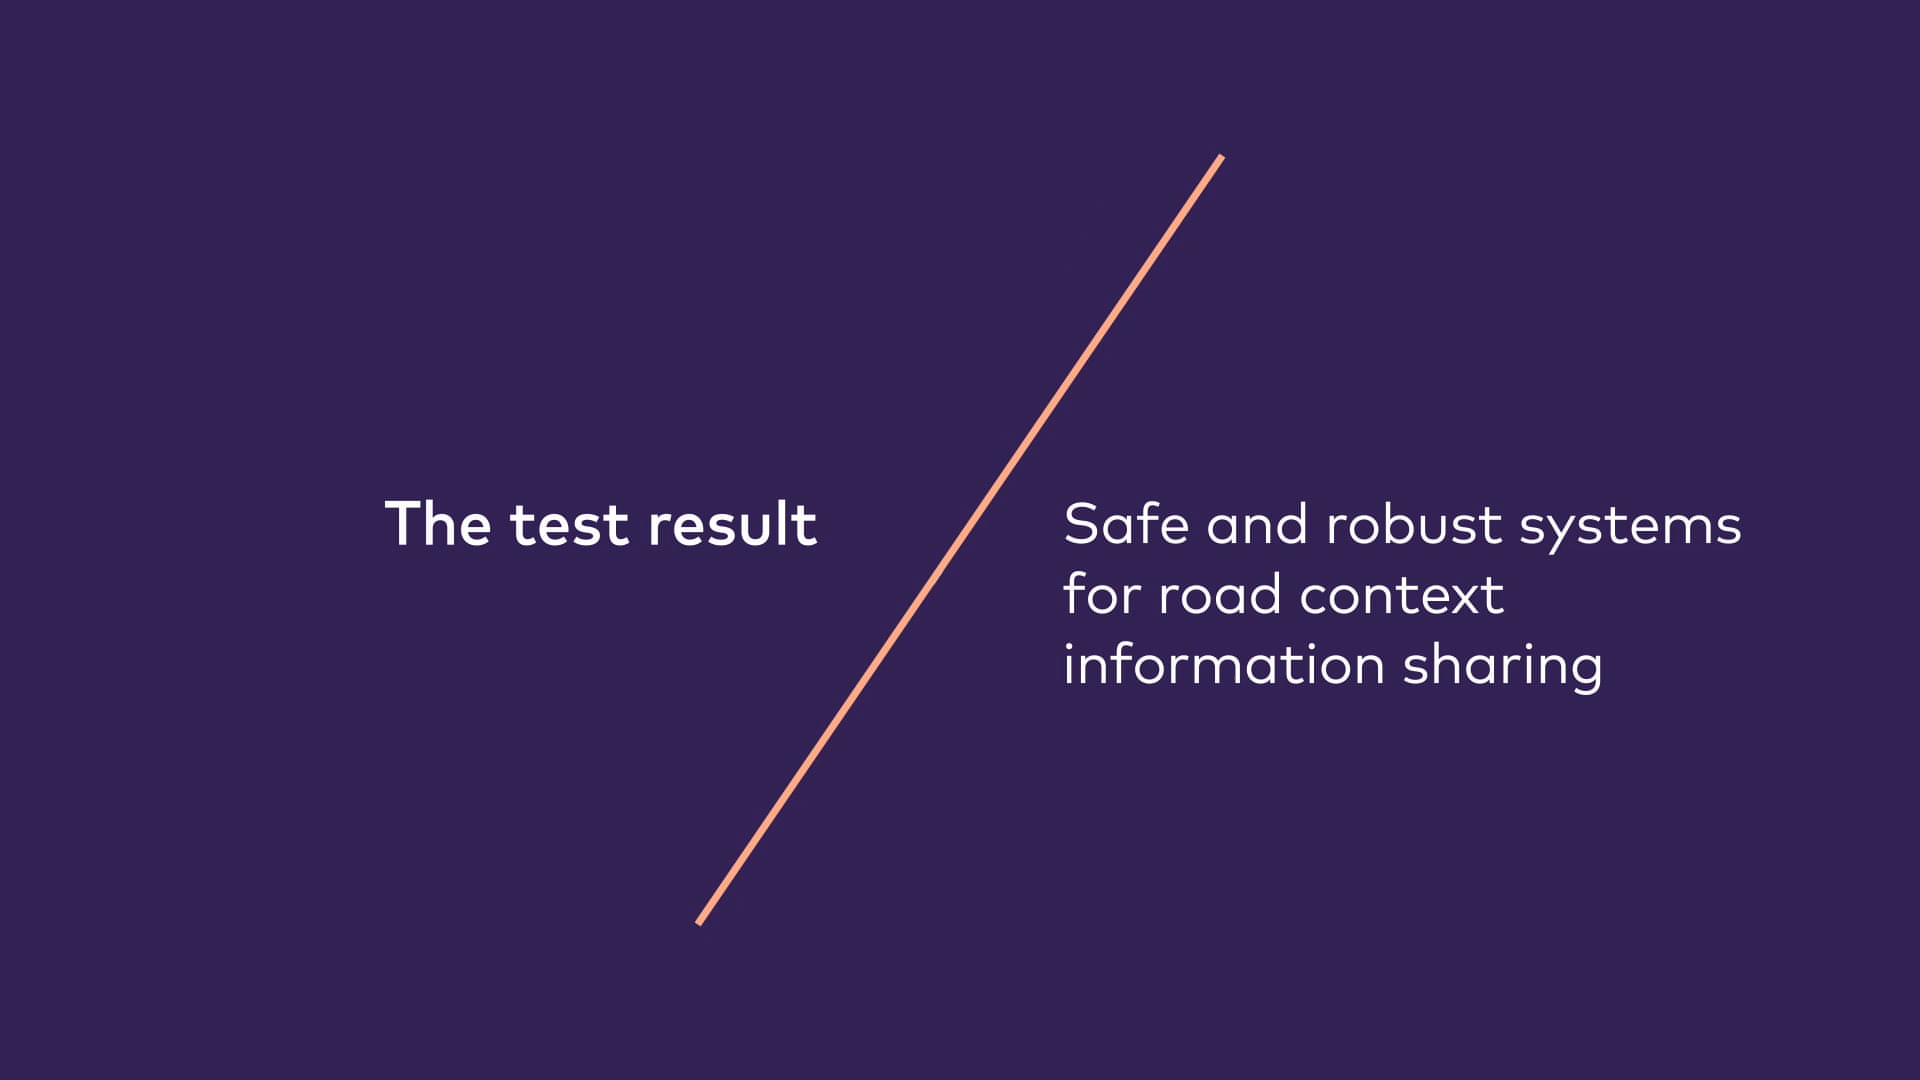 The test result
Safe and robust systems
for road context
information sharing